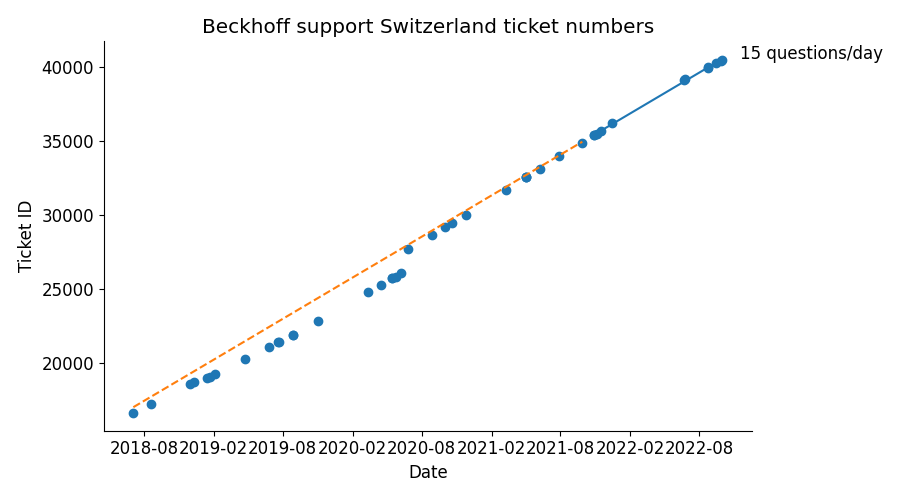 Beckhoff support Switzerland ticket numbers
15 questions/day
40000
35000
30000
25000
20000
Ticket ID
2018-08 2019-02 2019-08 2020-02 2020-08 2021-02 2021-08 2022-02 2022-08
Date